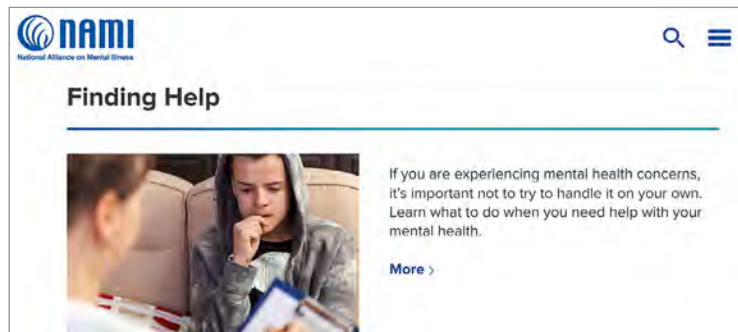 NAMI
National Alliance on Mental Illness
Finding Help
If you are experiencing mental health concerns,
it's important not to try to handle it on your own.
Learn what to do when you need help with your
mental health.
More >